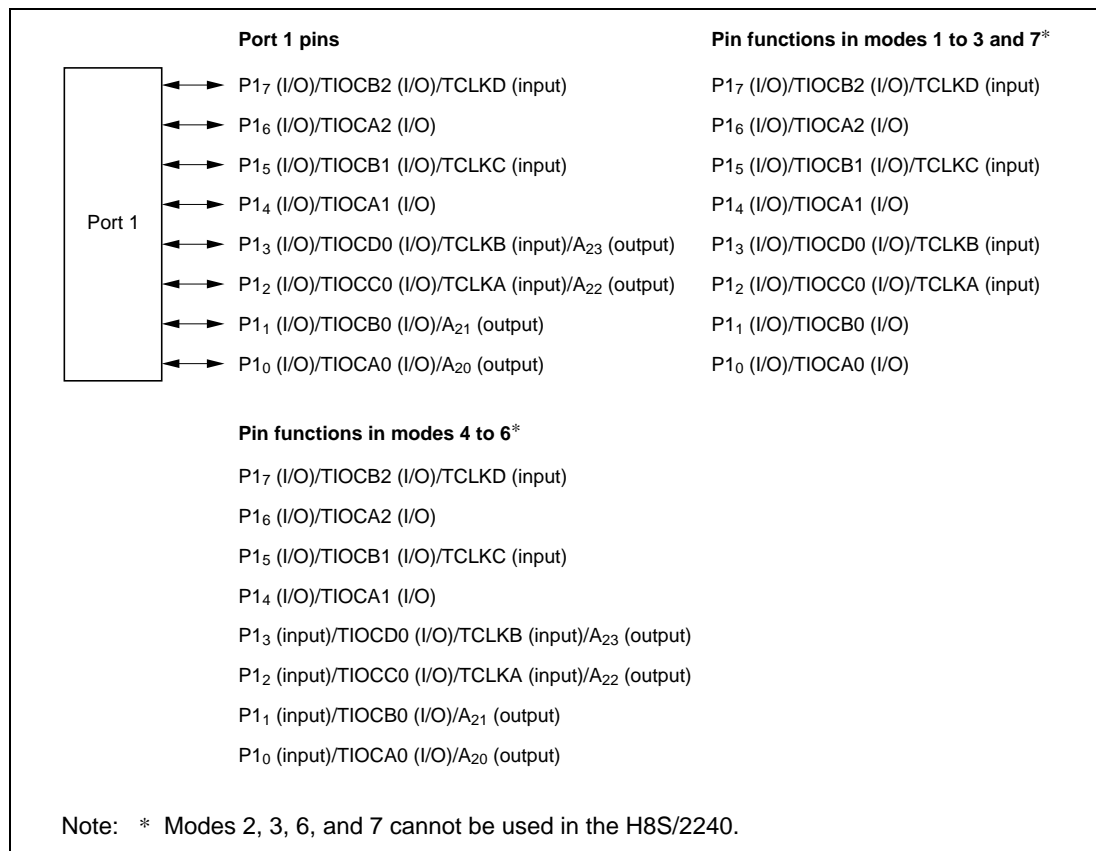 Port 1 pins
Pin functions in modes 1 to 3 and 7*
Port 1
P1₇ (I/O)/TIOCB2 (I/O)/TCLKD (input)
P1₇ (I/O)/TIOCB2 (I/O)/TCLKD (input)
P1₆ (I/O)/TIOCA2 (I/O)
P1₆ (I/O)/TIOCA2 (I/O)
P1₅ (I/O)/TIOCB1 (I/O)/TCLKC (input)
P1₅ (I/O)/TIOCB1 (I/O)/TCLKC (input)
P1₄ (I/O)/TIOCA1 (I/O)
P1₄ (I/O)/TIOCA1 (I/O)
P1₃ (I/O)/TIOCD0 (I/O)/TCLKB (input)/A₂₃ (output)
P1₃ (I/O)/TIOCD0 (I/O)/TCLKB (input)
P1₂ (I/O)/TIOCC0 (I/O)/TCLKA (input)/A₂₂ (output)
P1₂ (I/O)/TIOCC0 (I/O)/TCLKA (input)
P1₁ (I/O)/TIOCB0 (I/O)/A₂₁ (output)
P1₁ (I/O)/TIOCB0 (I/O)
P1₀ (I/O)/TIOCA0 (I/O)/A₂₀ (output)
P1₀ (I/O)/TIOCA0 (I/O)
Pin functions in modes 4 to 6*
P1₇ (I/O)/TIOCB2 (I/O)/TCLKD (input)
P1₆ (I/O)/TIOCA2 (I/O)
P1₅ (I/O)/TIOCB1 (I/O)/TCLKC (input)
P1₄ (I/O)/TIOCA1 (I/O)
P1₃ (input)/TIOCD0 (I/O)/TCLKB (input)/A₂₃ (output)
P1₂ (input)/TIOCC0 (I/O)/TCLKA (input)/A₂₂ (output)
P1₁ (input)/TIOCB0 (I/O)/A₂₁ (output)
P1₀ (input)/TIOCA0 (I/O)/A₂₀ (output)
Note: * Modes 2, 3, 6, and 7 cannot be used in the H8S/2240.